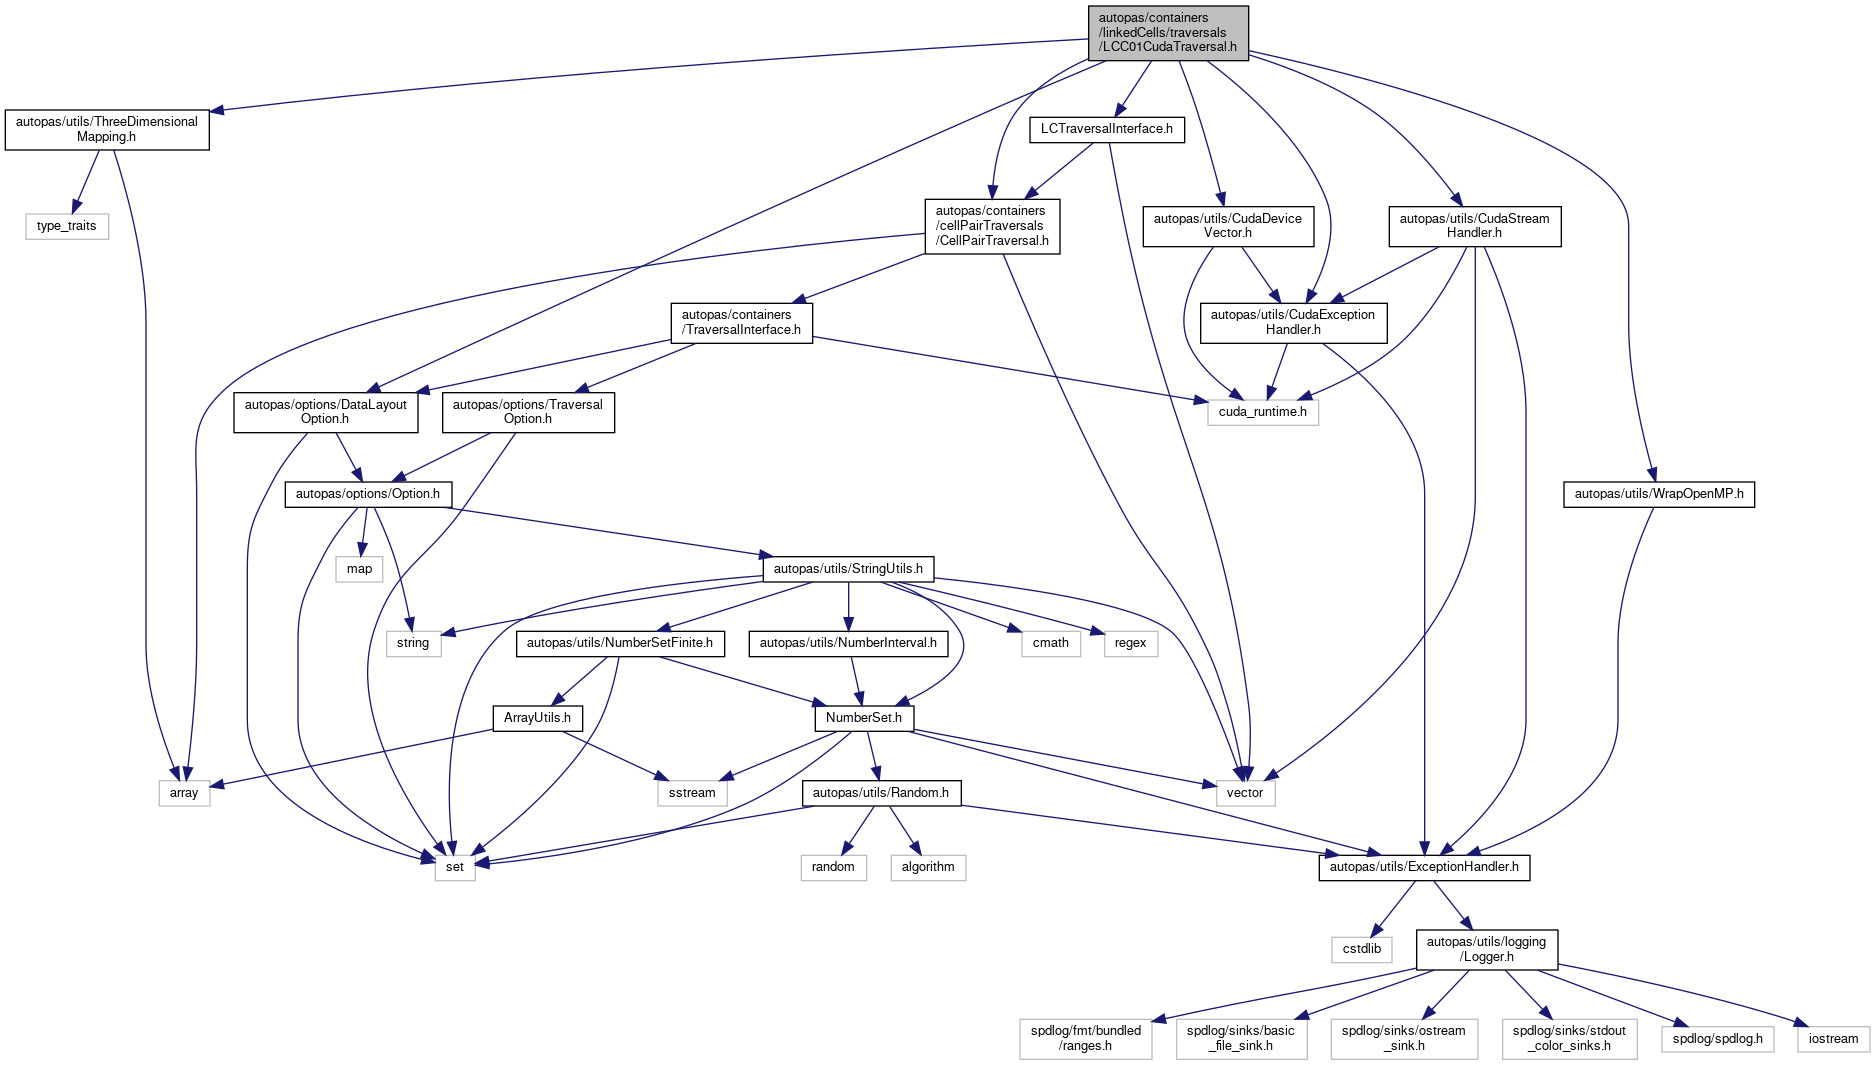 autopas/containers
/linkedCells/traversals
/LCC01CudaTraversal.h
autopas/utils/ThreeDimensional
Mapping.h
LCTraversalInterface.h
type_traits
autopas/containers
/cellPairTraversals
/CellPairTraversal.h
autopas/utils/CudaDevice
Vector.h
autopas/utils/CudaStream
Handler.h
autopas/containers
/TraversalInterface.h
autopas/utils/CudaException
Handler.h
autopas/options/DataLayout
Option.h
autopas/options/Traversal
Option.h
cuda_runtime.h
autopas/options/Option.h
autopas/utils/WrapOpenMP.h
map
autopas/utils/StringUtils.h
string
autopas/utils/NumberSetFinite.h
autopas/utils/NumberInterval.h
cmath
regex
ArrayUtils.h
NumberSet.h
array
sstream
autopas/utils/Random.h
vector
set
random
algorithm
autopas/utils/ExceptionHandler.h
cstdlib
autopas/utils/logging
/Logger.h
spdlog/fmt/bundled
/ranges.h
spdlog/sinks/basic
_file_sink.h
spdlog/sinks/ostream
_sink.h
spdlog/sinks/stdout
_color_sinks.h
spdlog/spdlog.h
iostream